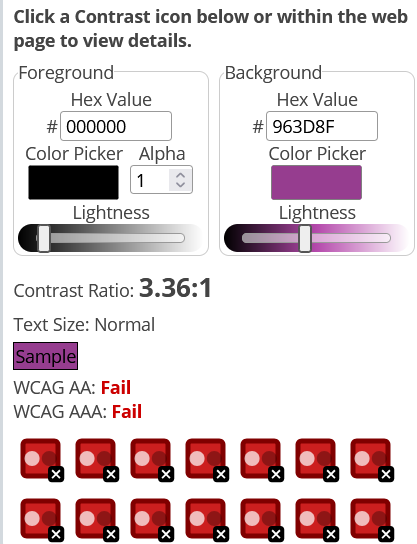 Click a Contrast icon below or within the web
page to view details.
Foreground
Hex Value
# 000000
Color Picker Alpha
1
Lightness
Background
Hex Value
# 963D8F
Color Picker
Lightness
Contrast Ratio: 3.36:1
Text Size: Normal
Sample
WCAG AA: Fail
WCAG AAA: Fail